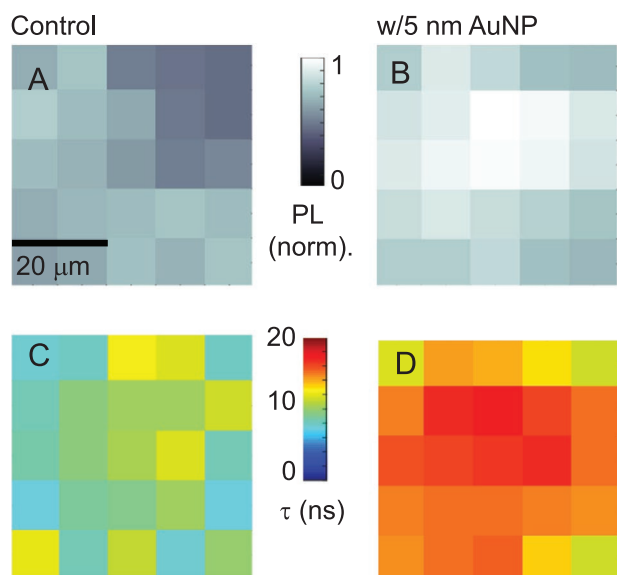 Control
w/5 nm AuNP
A
1
B
0
PL
(norm).
20 μm
C
20
D
10
0
τ (ns)